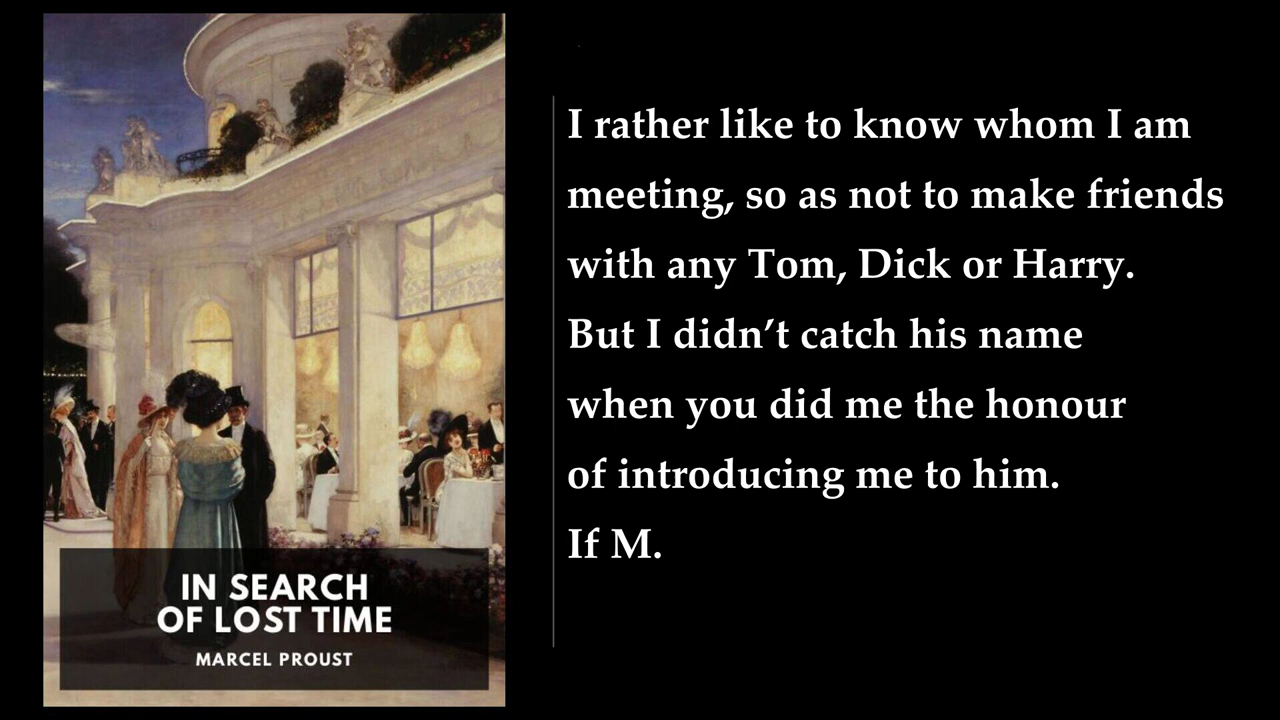 IN SEARCH
OF LOST TIME
MARCEL PROUST
I rather like to know whom I am
meeting, so as not to make friends
with any Tom, Dick or Harry.
But I didn’t catch his name
when you did me the honour
of introducing me to him.
If M.